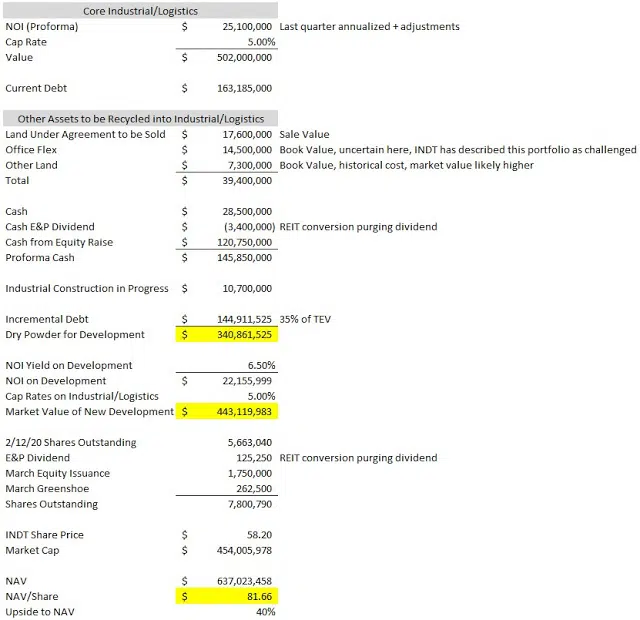 Core Industrial/Logistics
NOI (Proforma) $ 25,100,000 Last quarter annualized + adjustments
Cap Rate 5.00%
Value $ 502,000,000
Current Debt $ 163,185,000
Other Assets to be Recycled into Industrial/Logistics
Land Under Agreement to be Sold $ 17,600,000 Sale Value
Office Flex $ 14,500,000 Book Value, uncertain here, INDT has described this portfolio as challenged
Other Land $ 7,300,000 Book Value, historical cost, market value likely higher
Total $ 39,400,000
Cash $ 28,500,000
Cash E&P Dividend $ (3,400,000) REIT conversion purging dividend
Cash from Equity Raise $ 120,750,000
Proforma Cash $ 145,850,000
Industrial Construction in Progress $ 10,700,000
Incremental Debt $ 144,911,525 35% of TEV
Dry Powder for Development $ 340,861,525
NOI Yield on Development 6.50%
NOI on Development $ 22,155,999
Cap Rates on Industrial/Logistics 5.00%
Market Value of New Development $ 443,119,983
2/12/20 Shares Outstanding 5,663,040
E&P Dividend 125,250 REIT conversion purging dividend
March Equity Issuance 1,750,000
March Greenshoe 262,500
Shares Outstanding 7,800,790
INDT Share Price $ 58.20
Market Cap $ 454,005,978
NAV $ 637,023,458
NAV/Share $ 81.66
Upside to NAV 40%